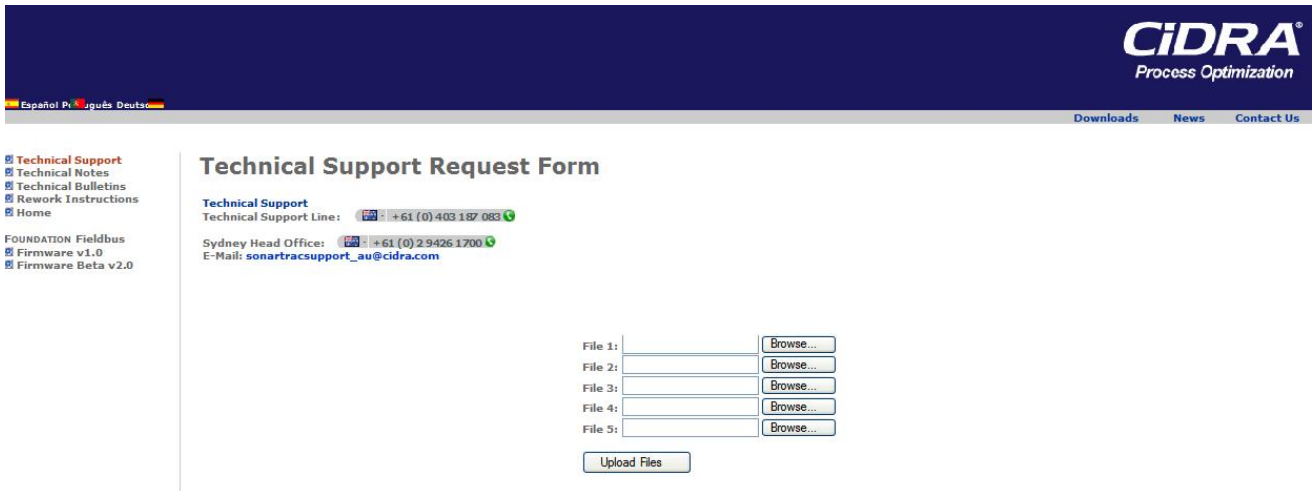 CiDRA®
Process Optimization
Español Português Deutsc
Downloads News Contact Us
Technical Support
Technical Notes
Technical Bulletins
Rework Instructions
Home
FOUNDATION Fieldbus
Firmware v1.0
Firmware Beta v2.0
Technical Support Request Form
Technical Support
Technical Support Line: +61 (0) 403 187 083
Sydney Head Office: +61 (0) 2 9426 1700
E-Mail: sonartracsupport_au@cidra.com
File 1: Browse...
File 2: Browse...
File 3: Browse...
File 4: Browse...
File 5: Browse...
Upload Files